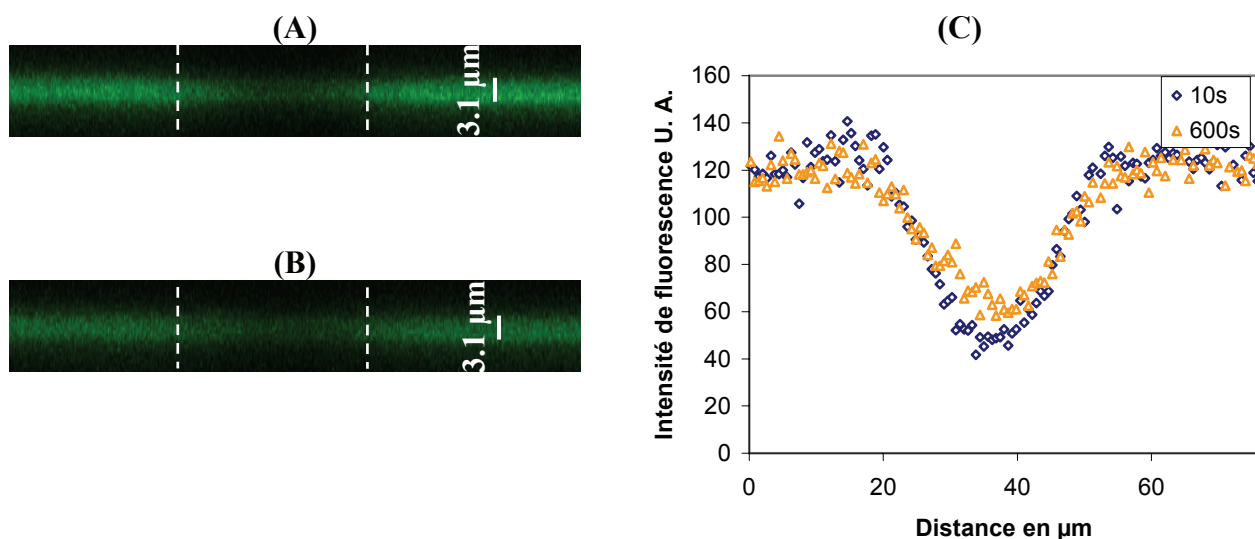 (A)
3.1 µm
(B)
3.1 µm
(C)
Intensité de fluorescence U. A.
160
140
120
100
80
60
40
20
0
10s
600s
0 20 40 60
Distance en µm